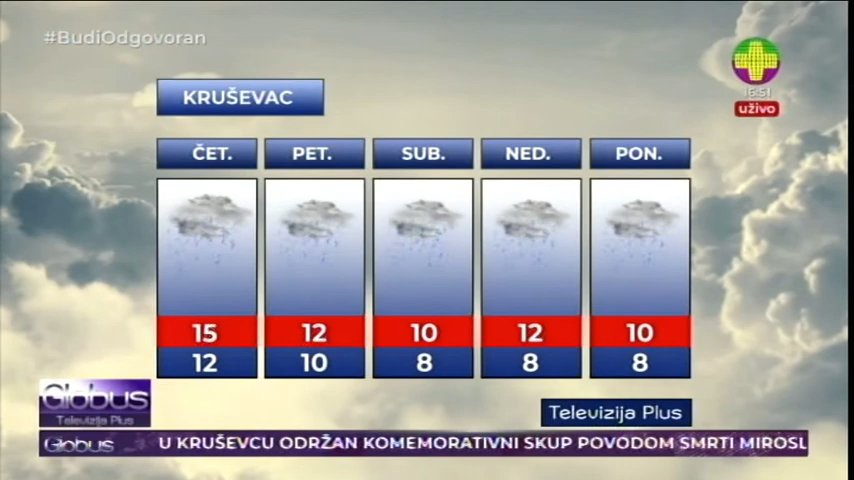 #BudiOdgovoran
16:51
uživo
KRUŠEVAC
ČET. PET. SUB. NED. PON.
15 12 10 12 10
12 10 8 8 8
Globus
Televizija Plus
Televizija Plus
Globus U KRUŠEVCU ODRŽAN KOMEMORATIVNI SKUP POVODOM SMRTI MIROSL